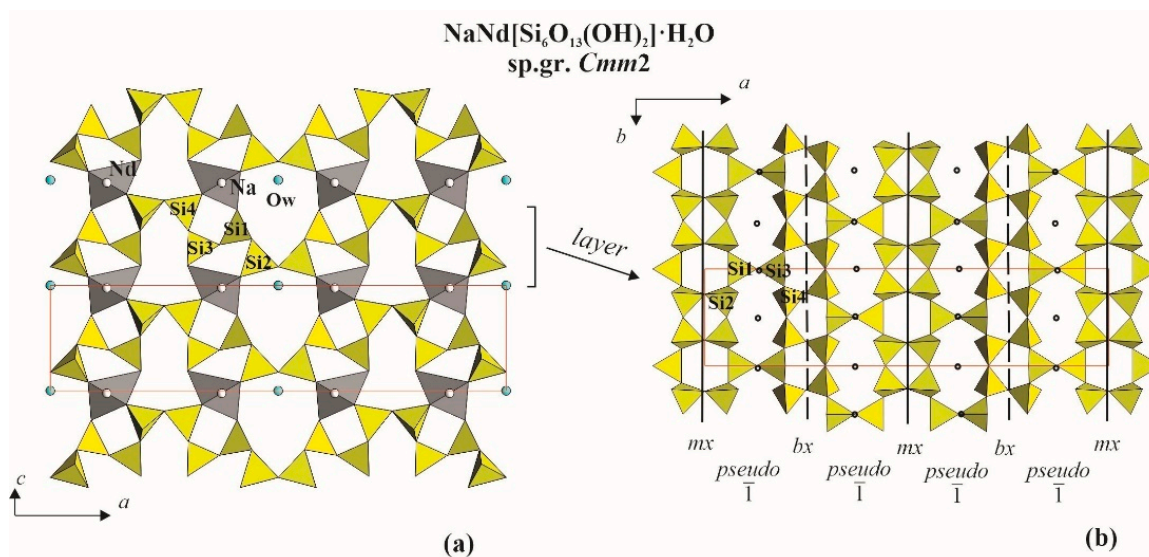 NaNd[Si₆O₁₃(OH)₂]·H₂O
sp.gr. Cmm2
Nd
Na
Ow
Si4
Si1
Si3
Si2
c
a
(a)
layer
a
b
Si1 Si3
Si2 Si4
mx bx mx bx mx
pseudo 1̅ pseudo 1̅ pseudo 1̅ pseudo 1̅
(b)